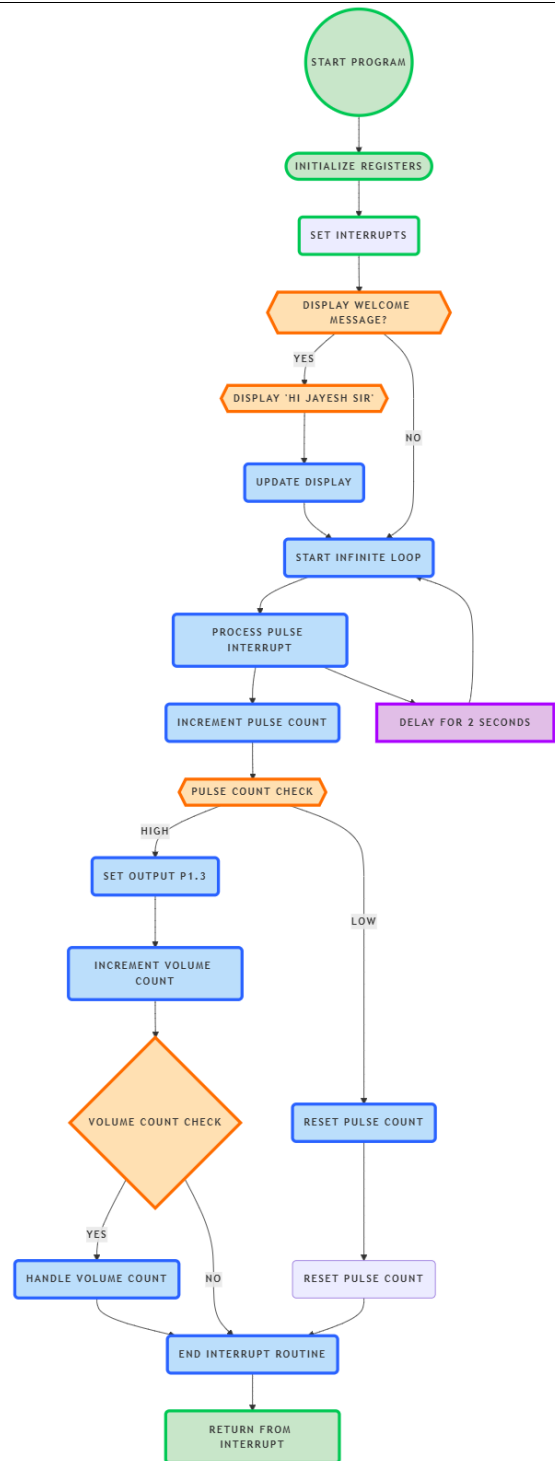 START PROGRAM
INITIALIZE REGISTERS
SET INTERRUPTS
DISPLAY WELCOME
MESSAGE?
YES
DISPLAY 'HI JAYESH SIR'
NO
UPDATE DISPLAY
START INFINITE LOOP
PROCESS PULSE
INTERRUPT
INCREMENT PULSE COUNT
DELAY FOR 2 SECONDS
PULSE COUNT CHECK
HIGH
SET OUTPUT P1.3
LOW
INCREMENT VOLUME
COUNT
VOLUME COUNT CHECK
RESET PULSE COUNT
YES
NO
HANDLE VOLUME COUNT
RESET PULSE COUNT
END INTERRUPT ROUTINE
RETURN FROM
INTERRUPT